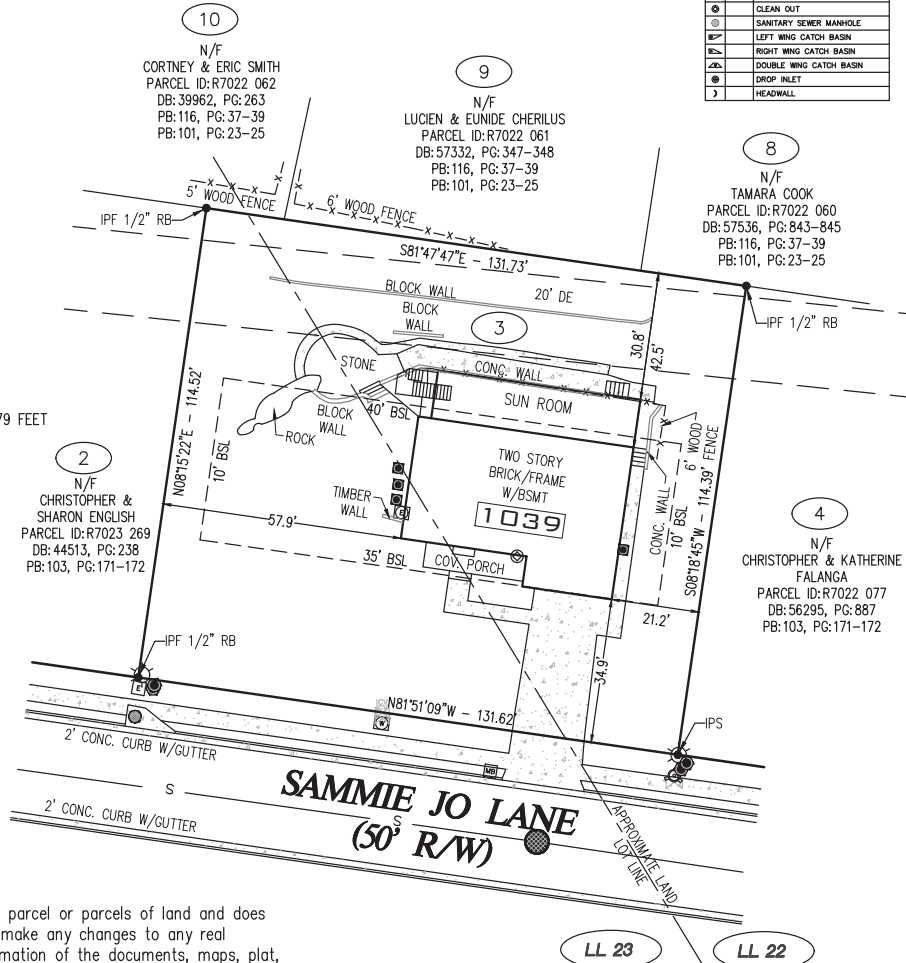 CLEAN OUT
SANITARY SEWER MANHOLE
LEFT WING CATCH BASIN
RIGHT WING CATCH BASIN
DOUBLE WING CATCH BASIN
DROP INLET
HEADWALL
10
N/F
CORTNEY & ERIC SMITH
PARCEL ID:R7022 062
DB:39962, PG:263
PB:116, PG:37-39
PB:101, PG:23-25
9
N/F
LUCIEN & EUNIDE CHERILUS
PARCEL ID:R7022 061
DB:57332, PG:347-348
PB:116, PG:37-39
PB:101, PG:23-25
8
N/F
TAMARA COOK
PARCEL ID:R7022 060
DB:57536, PG:843-845
PB:116, PG:37-39
PB:101, PG:23-25
5' WOOD FENCE
6' WOOD FENCE
IPF 1/2" RB
S81°47'47"E - 131.73'
BLOCK WALL
20' DE
BLOCK
WALL
3
IPF 1/2" RB
30.8'
42.5'
STONE
CONC. WALL
SUN ROOM
N08°15'22"E - 114.52'
10' BSL
BLOCK
WALL
40' BSL
ROCK
6' WOOD
FENCE
79 FEET
2
N/F
CHRISTOPHER &
SHARON ENGLISH
PARCEL ID:R7023 269
DB:44513, PG:238
PB:103, PG:171-172
TWO STORY
BRICK/FRAME
W/BSMT
1039
TIMBER
WALL
E
57.9'
35' BSL
COV. PORCH
CONC. WALL
10' BSL
S08°18'45"W - 114.39'
4
N/F
CHRISTOPHER & KATHERINE
FALANGA
PARCEL ID:R7022 077
DB:56295, PG:887
PB:103, PG:171-172
21.2'
34.9'
IPF 1/2" RB
E
N81°51'09"W - 131.62'
W
IPS
2' CONC. CURB W/GUTTER
MB
S
SAMMIE JO LANE
S
(50' R/W)
2' CONC. CURB W/GUTTER
APPROXIMATE LAND
LOT LINE
parcel or parcels of land and does
make any changes to any real
mation of the documents, maps, plat,
LL 23
LL 22